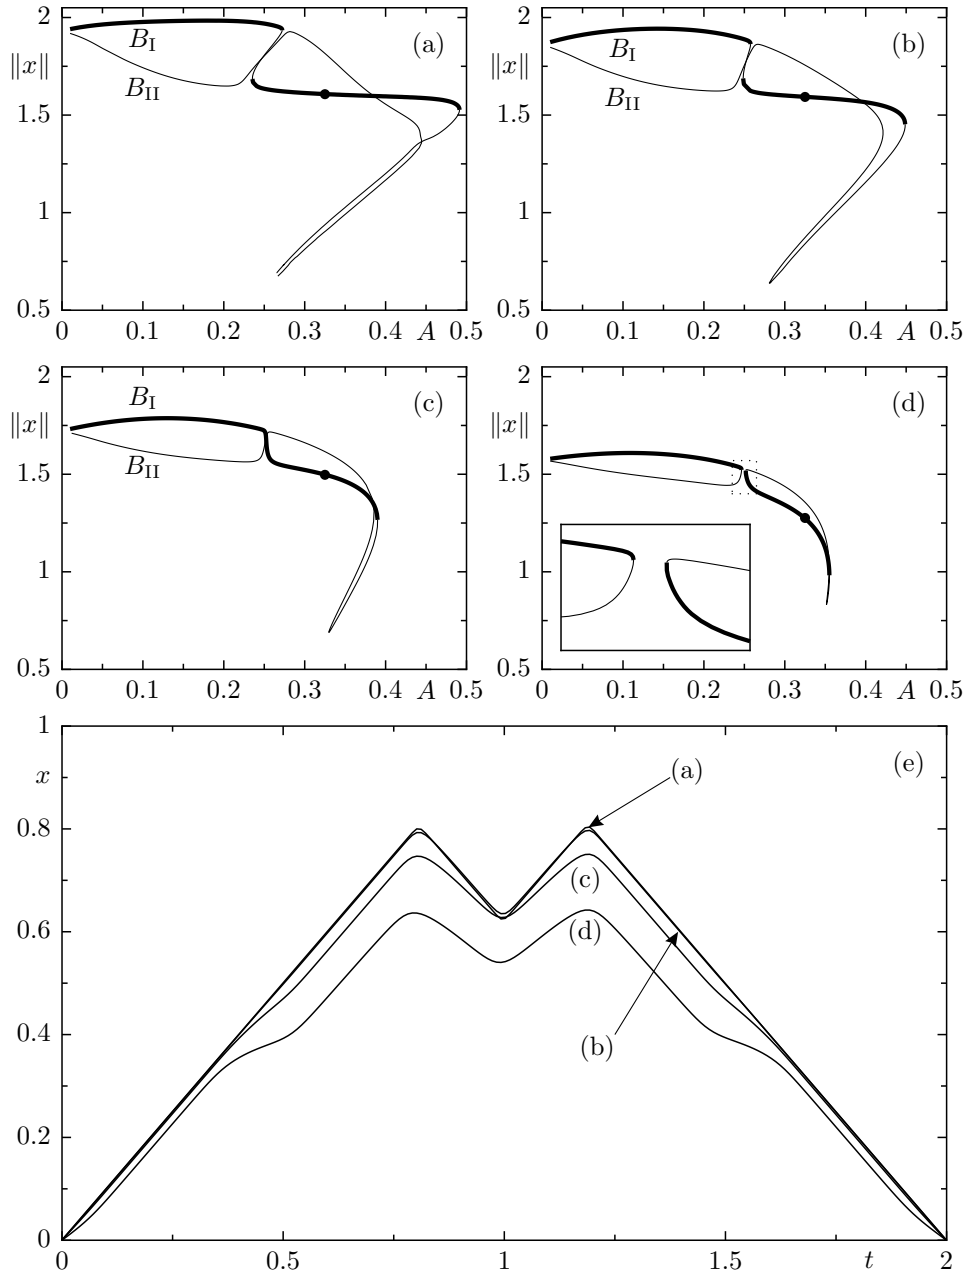 2 (a) 2 (b)
B_I B_I
‖x‖ ‖x‖
B_II B_II
1.5 1.5
1 1
0.5 0.5
0 0.1 0.2 0.3 0.4 A 0.5 0 0.1 0.2 0.3 0.4 A 0.5
2 (c) 2 (d)
B_I
‖x‖ ‖x‖
B_II
1.5 1.5
1 1
0.5 0.5
0 0.1 0.2 0.3 0.4 A 0.5 0 0.1 0.2 0.3 0.4 A 0.5
1
x (a) (e)
0.8
(c)
0.6 (d)
0.4 (b)
0.2
0
0 0.5 1 1.5 t 2